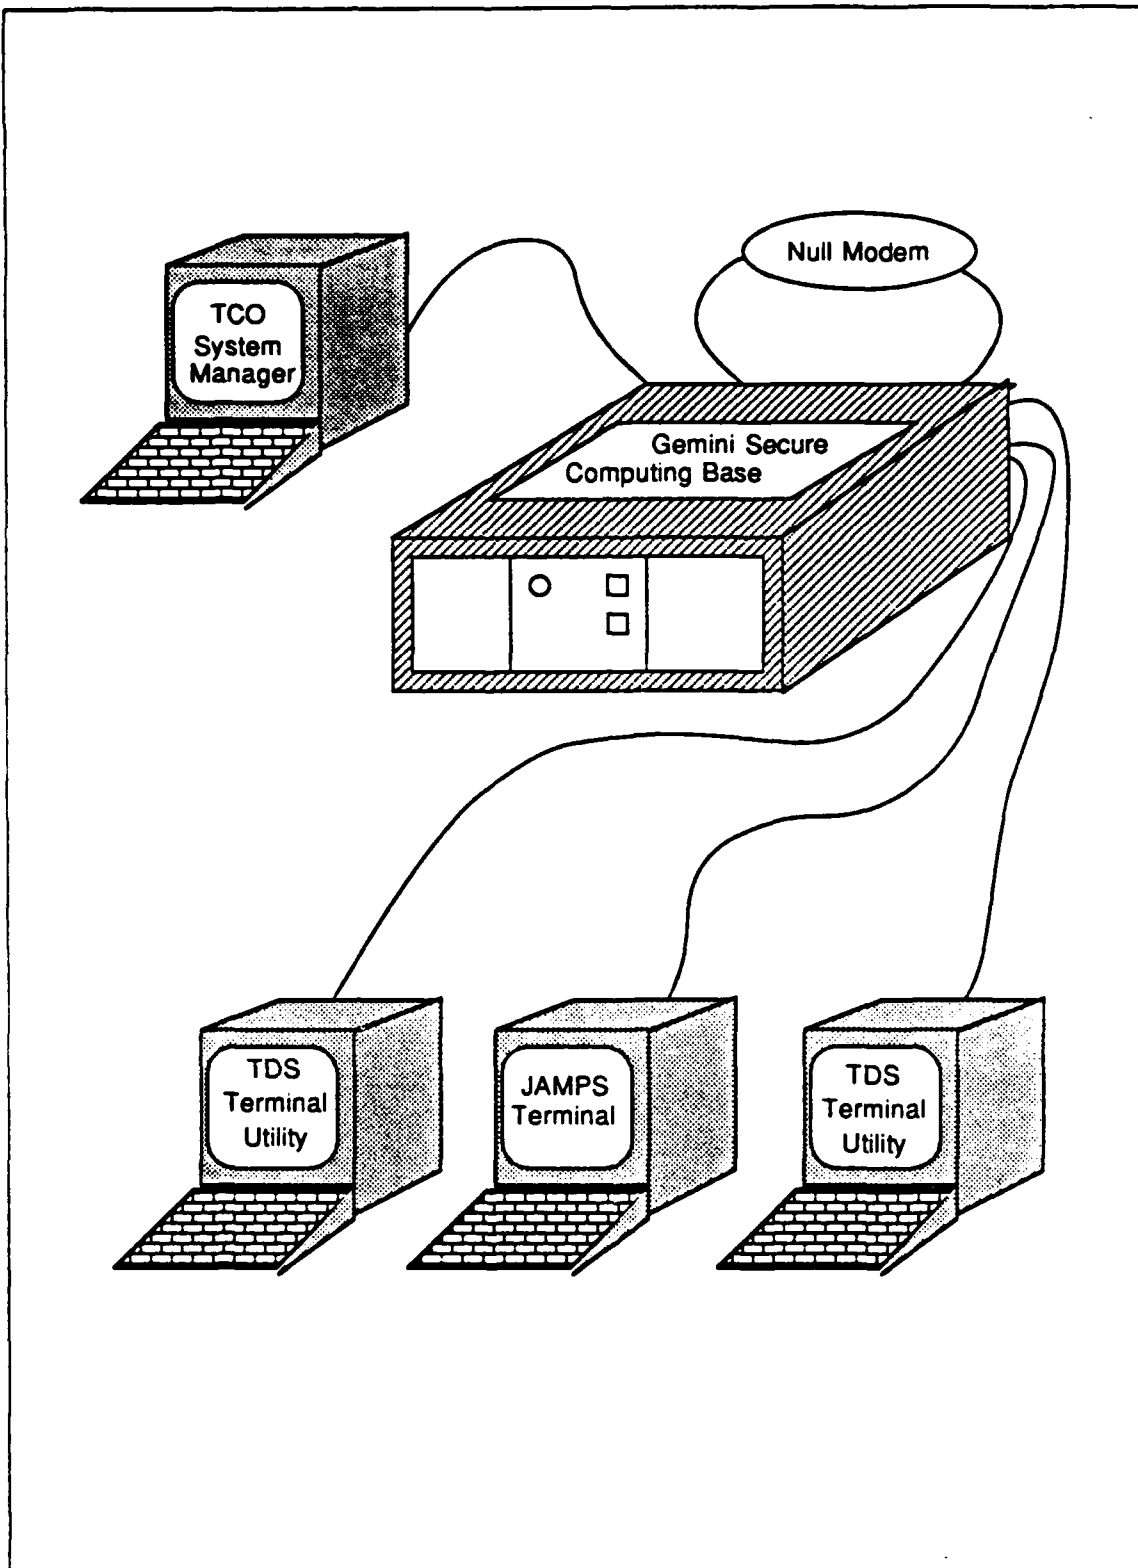 Null Modem
TCO
System
Manager
Gemini Secure
Computing Base
TDS
Terminal
Utility
JAMPS
Terminal
TDS
Terminal
Utility